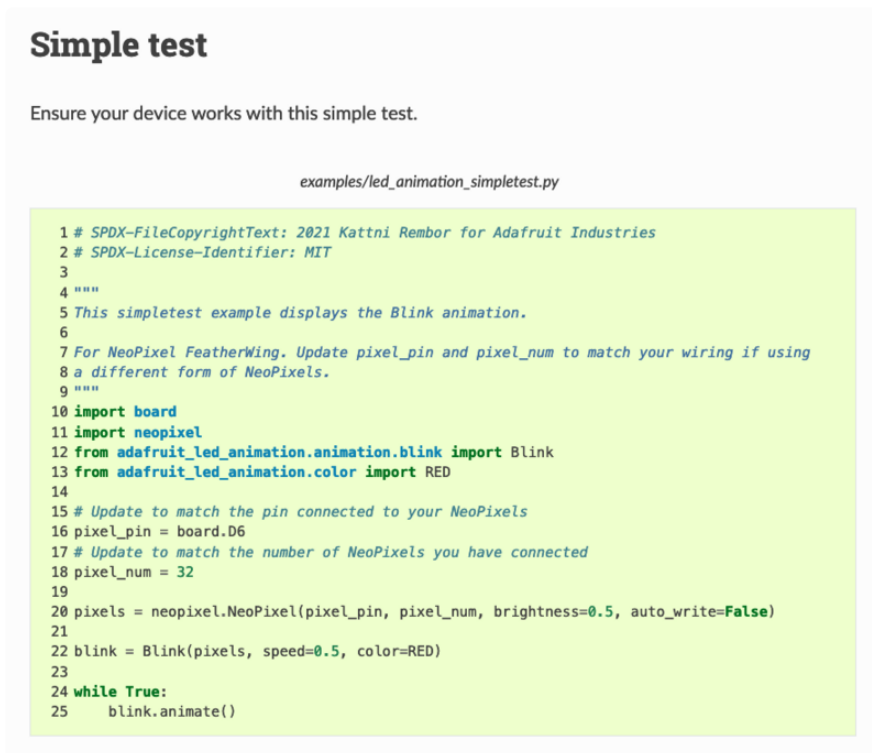 Simple test
Ensure your device works with this simple test.
examples/led_animation_simpletest.py
1 # SPDX-FileCopyrightText: 2021 Kattni Rembor for Adafruit Industries
2 # SPDX-License-Identifier: MIT
3
4 """
5 This simpletest example displays the Blink animation.
6
7 For NeoPixel FeatherWing. Update pixel_pin and pixel_num to match your wiring if using
8 a different form of NeoPixels.
9 """
10 import board
11 import neopixel
12 from adafruit_led_animation.animation.blink import Blink
13 from adafruit_led_animation.color import RED
14
15 # Update to match the pin connected to your NeoPixels
16 pixel_pin = board.D6
17 # Update to match the number of NeoPixels you have connected
18 pixel_num = 32
19
20 pixels = neopixel.NeoPixel(pixel_pin, pixel_num, brightness=0.5, auto_write=False)
21
22 blink = Blink(pixels, speed=0.5, color=RED)
23
24 while True:
25     blink.animate()